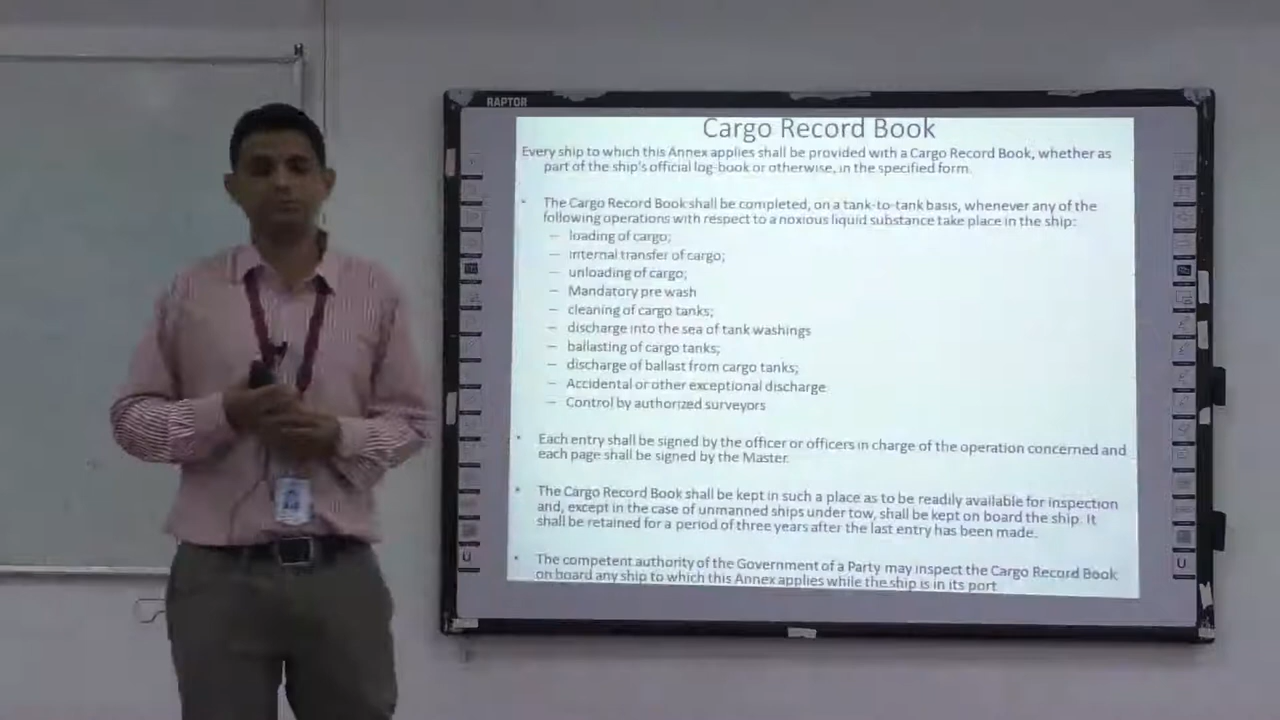 RAPTOR
Cargo Record Book
Every ship to which this Annex applies shall be provided with a Cargo Record Book, whether as
part of the ship's official log-book or otherwise, in the specified form.
• The Cargo Record Book shall be completed, on a tank-to-tank basis, whenever any of the
following operations with respect to a noxious liquid substance take place in the ship:
– loading of cargo;
– internal transfer of cargo;
– unloading of cargo;
– Mandatory pre wash
– cleaning of cargo tanks;
– discharge into the sea of tank washings
– ballasting of cargo tanks;
– discharge of ballast from cargo tanks;
– Accidental or other exceptional discharge
– Control by authorized surveyors
• Each entry shall be signed by the officer or officers in charge of the operation concerned and
each page shall be signed by the Master.
• The Cargo Record Book shall be kept in such a place as to be readily available for inspection
and, except in the case of unmanned ships under tow, shall be kept on board the ship. It
shall be retained for a period of three years after the last entry has been made.
• The competent authority of the Government of a Party may inspect the Cargo Record Book
on board any ship to which this Annex applies while the ship is in its port